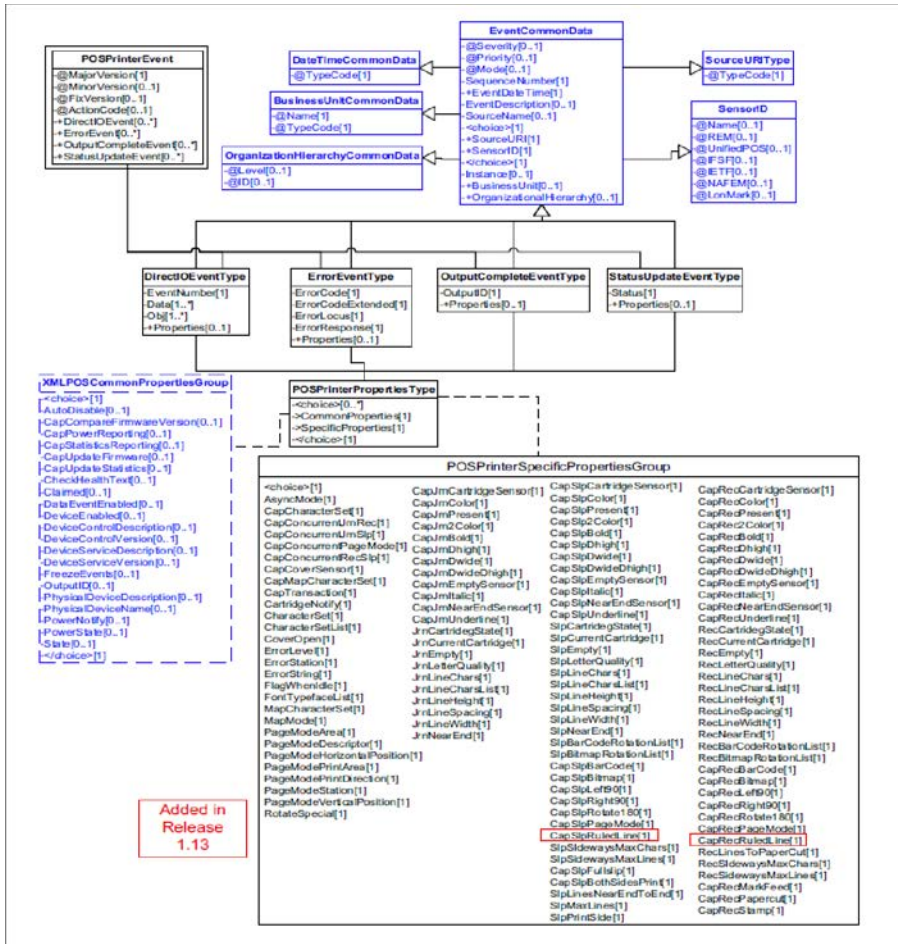 EventCommonData
-@Severity[0..1]
-@Priority[0..1]
-@Mode[0..1]
-SequenceNumber[1]
-+EventDateTime[1]
-EventDescription[0..1]
-SourceName[0..1]
-<choice>[1]
-+SourceURI[1]
-+SensorID[1]
-</choice>[1]
-Instance[0..1]
-+BusinessUnit[0..1]
-+OrganizationalHierarchy[0..1]
POSPrinterEvent
-@MajorVersion[1]
-@MinorVersion[0..1]
-@FixVersion[0..1]
-@ActionCode[0..1]
-+DirectIOEvent[0..*]
-+ErrorEvent[0..*]
-+OutputCompleteEvent[0..*]
-+StatusUpdateEvent[0..*]
DateTimeCommonData
-@TypeCode[1]
BusinessUnitCommonData
-@Name[1]
-@TypeCode[1]
OrganizationHierarchyCommonData
-@Level[0..1]
-@ID[0..1]
SourceURIType
-@TypeCode[1]
SensorID
-@Name[0..1]
-@REM[0..1]
-@UnifiedPOS[0..1]
-@IFSF[0..1]
-@IETF[0..1]
-@NAFEM[0..1]
-@LonMark[0..1]
DirectIOEventType
-EventNumber[1]
-Data[1..*]
-Obj[1..*]
-+Properties[0..1]
ErrorEventType
-ErrorCode[1]
-ErrorCodeExtended[1]
-ErrorLocus[1]
-ErrorResponse[1]
-+Properties[0..1]
OutputCompleteEventType
-OutputID[1]
-+Properties[0..1]
StatusUpdateEventType
-Status[1]
-+Properties[0..1]
XMLPOSCommonPropertiesGroup
-<choice>[1]
-AutoDisable[0..1]
-CapCompareFirmwareVersion[0..1]
-CapPowerReporting[0..1]
-CapStatisticsReporting[0..1]
-CapUpdateFirmware[0..1]
-CapUpdateStatistics[0..1]
-CheckHealthText[0..1]
-Claimed[0..1]
-DataEventEnabled[0..1]
-DeviceEnabled[0..1]
-DeviceControlDescription[0..1]
-DeviceControlVersion[0..1]
-DeviceServiceDescription[0..1]
-DeviceServiceVersion[0..1]
-FreezeEvents[0..1]
-OutputID[0..1]
-PhysicalDeviceDescription[0..1]
-PhysicalDeviceName[0..1]
-PowerNotify[0..1]
-PowerState[0..1]
-State[0..1]
-</choice>[1]
POSPrinterPropertiesType
-<choice>[0..*]
->CommonProperties[1]
->SpecificProperties[1]
-</choice>[1]
POSPrinterSpecificPropertiesGroup
<choice>[1]
AsyncMode[1]
CapCharacterSet[1]
CapConcurrentJrnRec[1]
CapConcurrentJrnSlp[1]
CapConcurrentPageMode[1]
CapConcurrentRecSlp[1]
CapCoverSensor[1]
CapMapCharacterSet[1]
CapTransaction[1]
CartridgeNotify[1]
CharacterSet[1]
CharacterSetList[1]
CoverOpen[1]
ErrorLevel[1]
ErrorStation[1]
ErrorString[1]
FlagWhenIdle[1]
FontTypefaceList[1]
MapCharacterSet[1]
MapMode[1]
PageModeArea[1]
PageModeDescriptor[1]
PageModeHorizontalPosition[1]
PageModePrintArea[1]
PageModePrintDirection[1]
PageModeStation[1]
PageModeVerticalPosition[1]
RotateSpecial[1]
CapJrnCartridgeSensor[1]
CapJrnColor[1]
CapJrnPresent[1]
CapJrn2Color[1]
CapJrnBold[1]
CapJrnDhigh[1]
CapJrnDwide[1]
CapJrnDwideDhigh[1]
CapJrnEmptySensor[1]
CapJrnItalic[1]
CapJrnNearEndSensor[1]
CapJrnUnderline[1]
JrnCartridegState[1]
JrnCurrentCartridge[1]
JrnEmpty[1]
JrnLetterQuality[1]
JrnLineChars[1]
JrnLineCharsList[1]
JrnLineHeight[1]
JrnLineSpacing[1]
JrnLineWidth[1]
JrnNearEnd[1]
CapSlpCartridgeSensor[1]
CapSlpColor[1]
CapSlpPresent[1]
CapSlp2Color[1]
CapSlpBold[1]
CapSlpDhigh[1]
CapSlpDwide[1]
CapSlpDwideDhigh[1]
CapSlpEmptySensor[1]
CapSlpItalic[1]
CapSlpNearEndSensor[1]
CapSlpUnderline[1]
SlpCartridegState[1]
SlpCurrentCartridge[1]
SlpEmpty[1]
SlpLetterQuality[1]
SlpLineChars[1]
SlpLineCharsList[1]
SlpLineHeight[1]
SlpLineSpacing[1]
SlpLineWidth[1]
SlpNearEnd[1]
SlpBarCodeRotationList[1]
SlpBitmapRotationList[1]
CapSlpBarCode[1]
CapSlpBitmap[1]
CapSlpLeft90[1]
CapSlpRight90[1]
CapSlpRotate180[1]
CapSlpPageMode[1]
CapSlpRuledLine[1]
SlpSIdewaysMaxChars[1]
SlpSIdewaysMaxLines[1]
CapSlpFullslip[1]
CapSlpBothSidesPrint[1]
SlpLinesNearEndToEnd[1]
SlpMaxLines[1]
SlpPrintSide[1]
CapRecCartridgeSensor[1]
CapRecColor[1]
CapRecPresent[1]
CapRec2Color[1]
CapRecBold[1]
CapRecDhigh[1]
CapRecDwide[1]
CapRecDwideDhigh[1]
CapRecEmptySensor[1]
CapRecItalic[1]
CapRecNearEndSensor[1]
CapRecUnderline[1]
RecCartridegState[1]
RecCurrentCartridge[1]
RecEmpty[1]
RecLetterQuality[1]
RecLineChars[1]
RecLineCharsList[1]
RecLineHeight[1]
RecLineSpacing[1]
RecLineWidth[1]
RecNearEnd[1]
RecBarCodeRotationList[1]
RecBitmapRotationList[1]
CapRecBarCode[1]
CapRecBitmap[1]
CapRecLeft90[1]
CapRecRight90[1]
CapRecRotate180[1]
CapRecPageMode[1]
CapRecRuledLine[1]
RecLinesToPaperCut[1]
RecSIdewaysMaxChars[1]
RecSidewaysMaxLines[1]
CapRecMarkFeed[1]
CapRecPapercut[1]
CapRecStamp[1]
Added in
Release
1.13